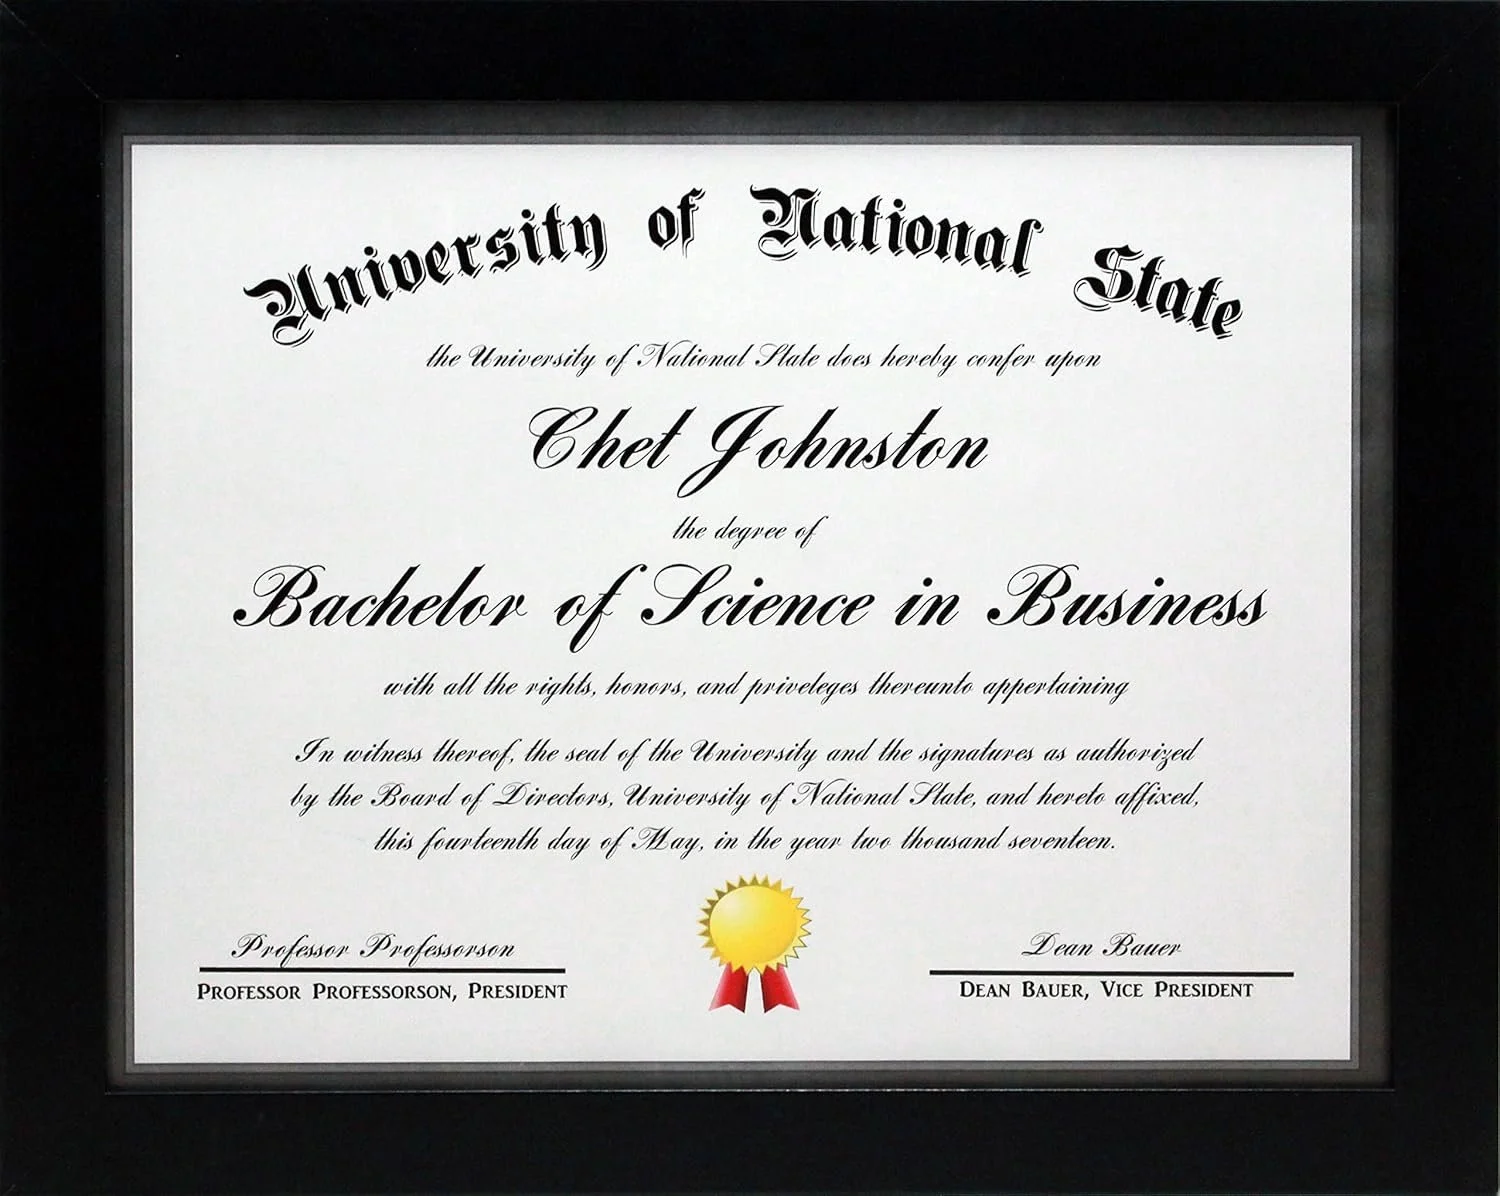 University of National State
the University of National State does hereby confer upon
Chet Johnston
the degree of
Bachelor of Science in Business
with all the rights, honors, and priveleges thereunto appertaining
In witness thereof, the seal of the University and the signatures as authorized
by the Board of Directors, University of National State, and hereto affixed,
this fourteenth day of May, in the year two thousand seventeen.
Professor Professorson
PROFESSOR PROFESSORSON, PRESIDENT
Dean Bauer
DEAN BAUER, VICE PRESIDENT